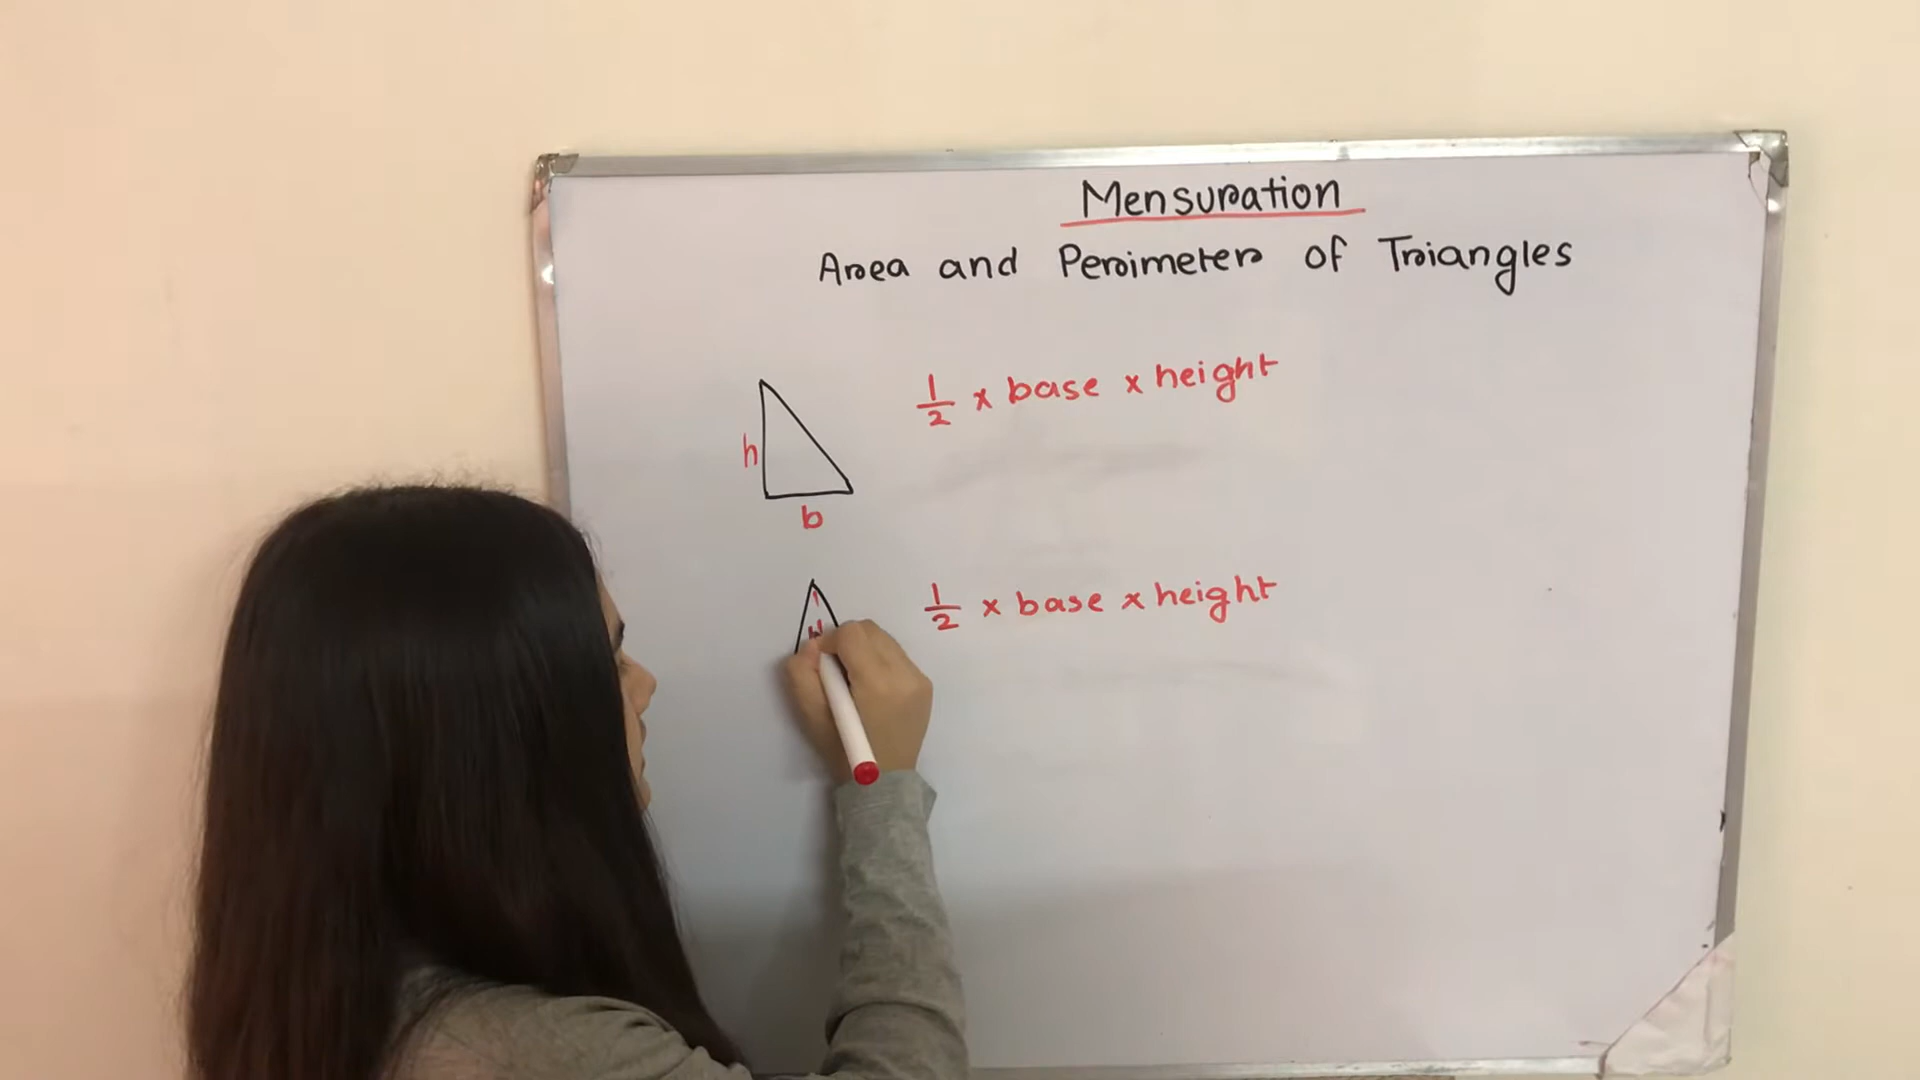 Mensuration
Area and Perimeter of Triangles
1/2 x base x height
h
b
1/2 x base x height
h